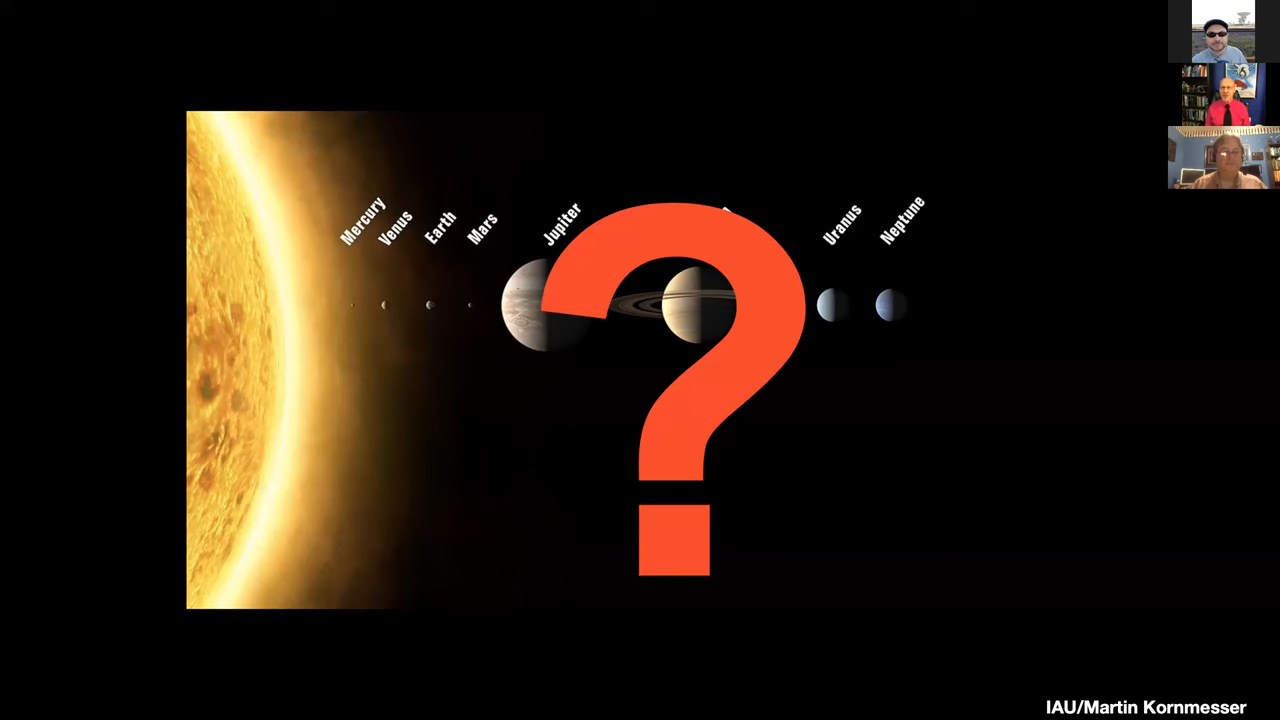 Mercury
Venus
Earth
Mars
Jupiter
Uranus
Neptune
?
IAU/Martin Kornmesser